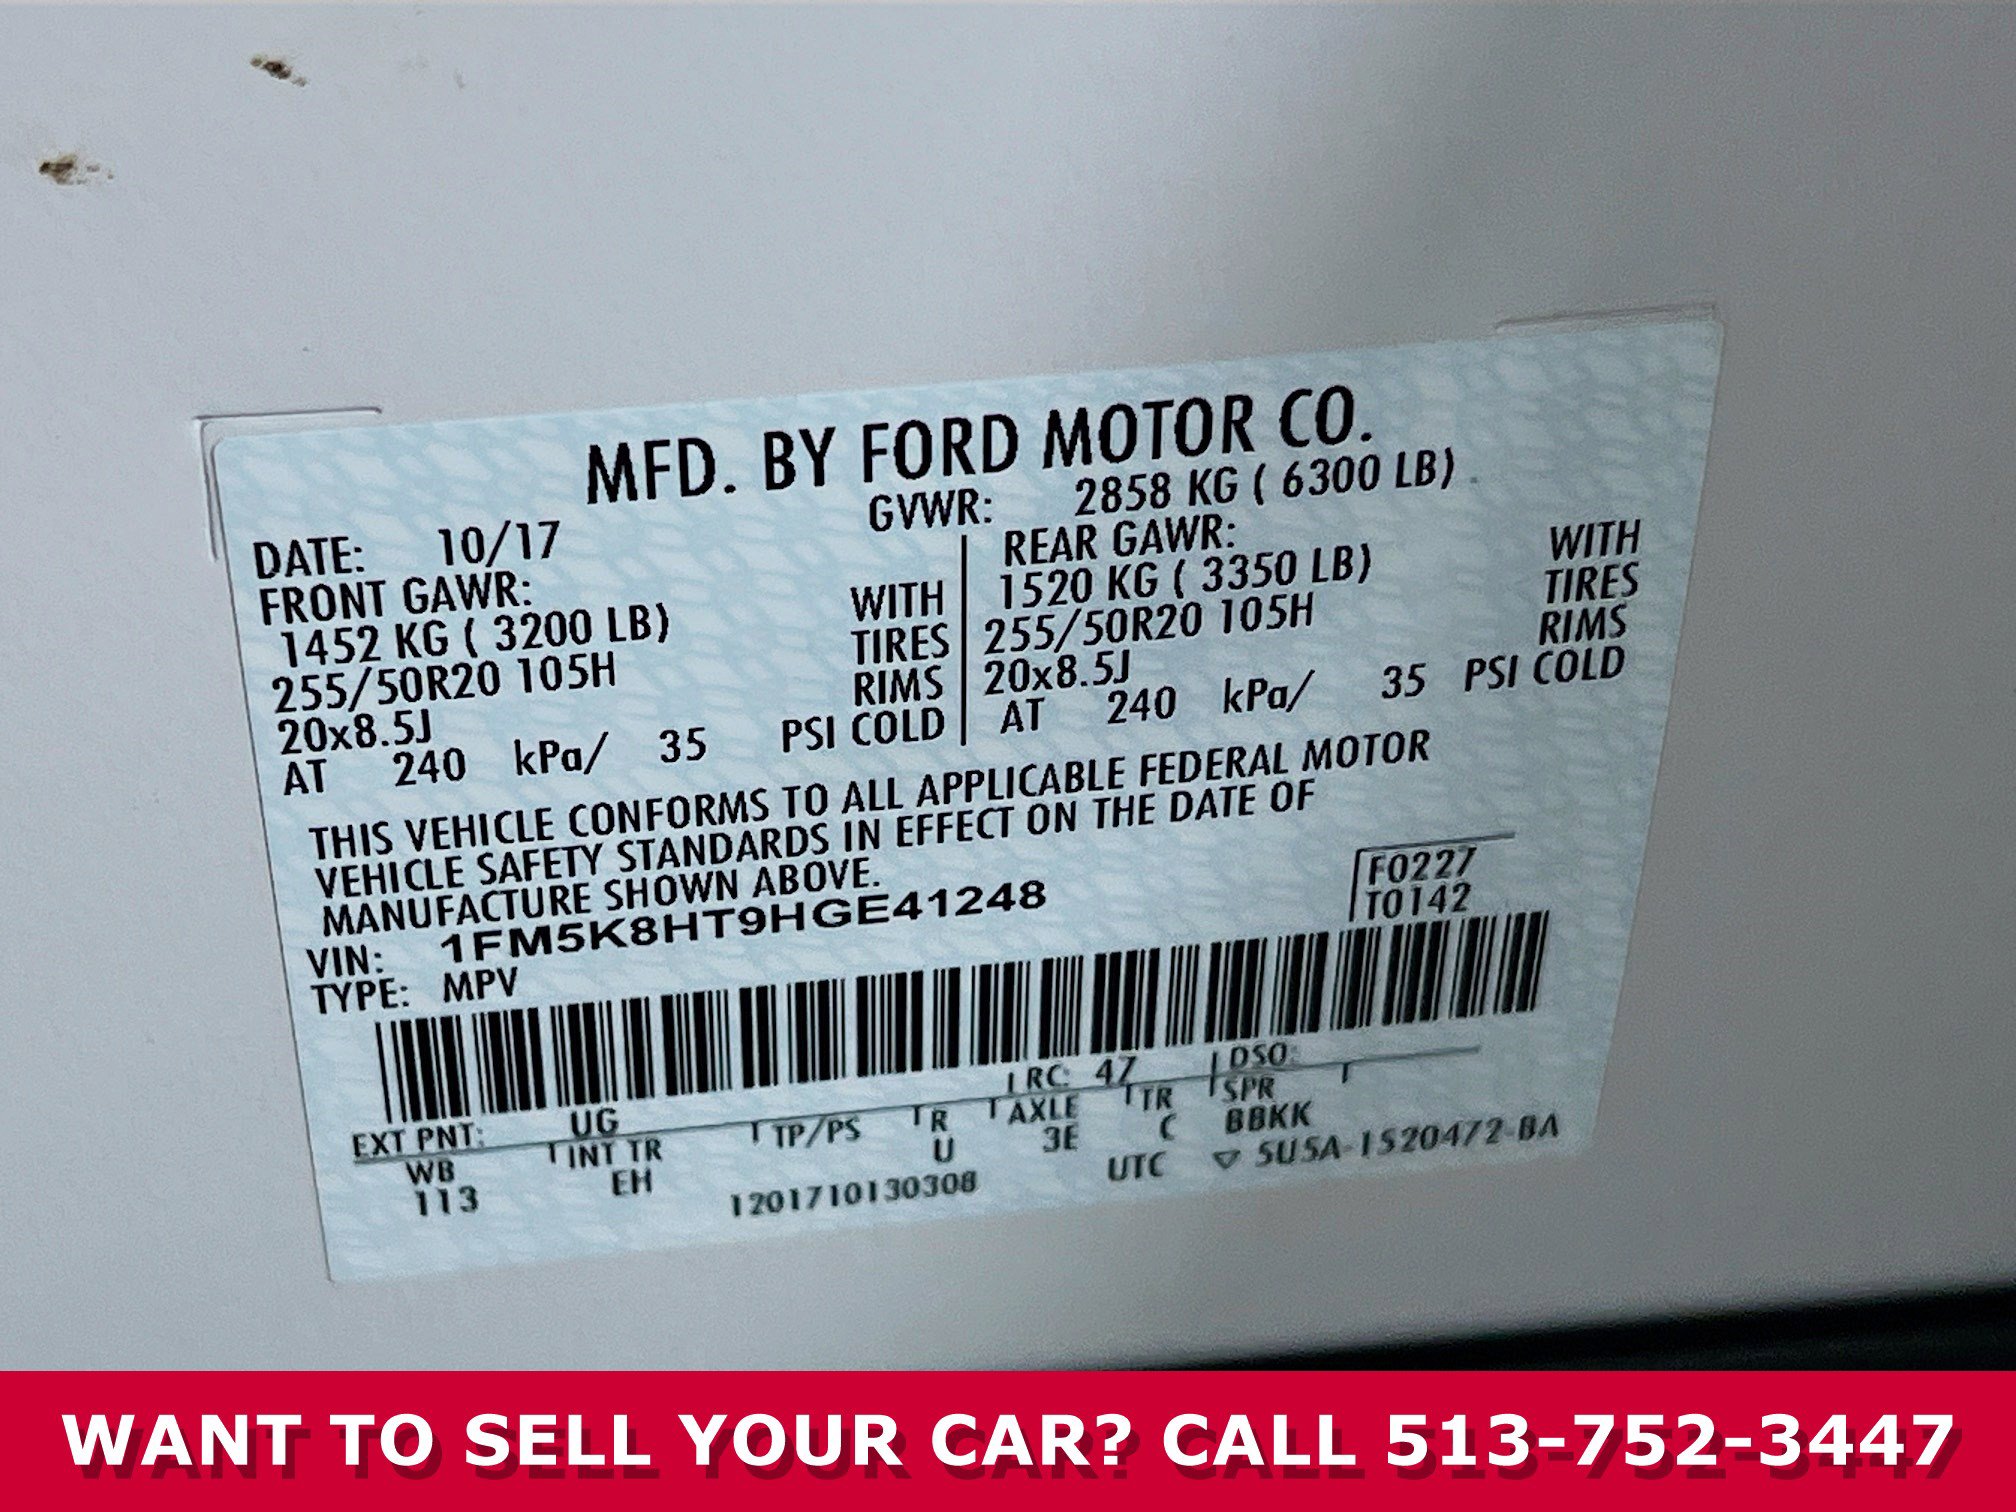 MFD. BY FORD MOTOR CO.
DATE: 10/17 GVWR: 2858 KG ( 6300 LB)
FRONT GAWR: REAR GAWR:
1452 KG ( 3200 LB) WITH 1520 KG ( 3350 LB) WITH
255/50R20 105H TIRES 255/50R20 105H TIRES
20x8.5J RIMS 20x8.5J RIMS
AT 240 kPa/ 35 PSI COLD AT 240 kPa/ 35 PSI COLD
THIS VEHICLE CONFORMS TO ALL APPLICABLE FEDERAL MOTOR
VEHICLE SAFETY STANDARDS IN EFFECT ON THE DATE OF
MANUFACTURE SHOWN ABOVE.
VIN: 1FM5K8HT9HGE41248
TYPE: MPV
F0227
T0142
EXT PNT: UG RC: 47 DSO:
WB INT TR TP/PS R AXLE TR SPR
113 EH U 3E C BBKK
1201710130308 UTC ▽ 5U5A-1520472-BA
WANT TO SELL YOUR CAR? CALL 513-752-3447